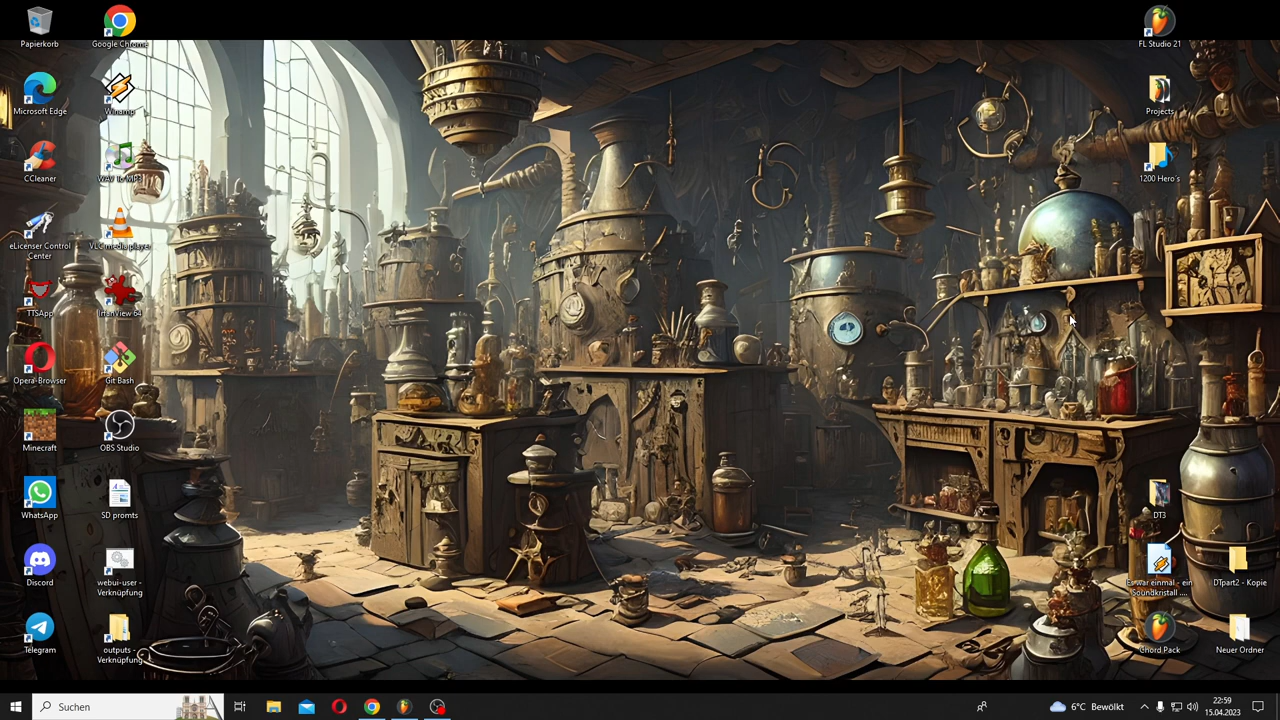 Papierkorb
Google Chrome
FL Studio 21
Microsoft Edge
Winamp
Projects
CCleaner
WAV To MP3
1200 Hero's
eLicenser Control
Center
VLC media player
TTSApp
IrfanView 64
Opera-Browser
Git Bash
Minecraft
OBS Studio
WhatsApp
SD promts
DT3
Discord
webui-user -
Verknüpfung
Es war einmal - ein
Soundkristall ....
DTpart2 - Kopie
Telegram
outputs -
Verknüpfung
Chord Pack
Neuer Ordner
Suchen
6°C Bewölkt
22:59
15.04.2023